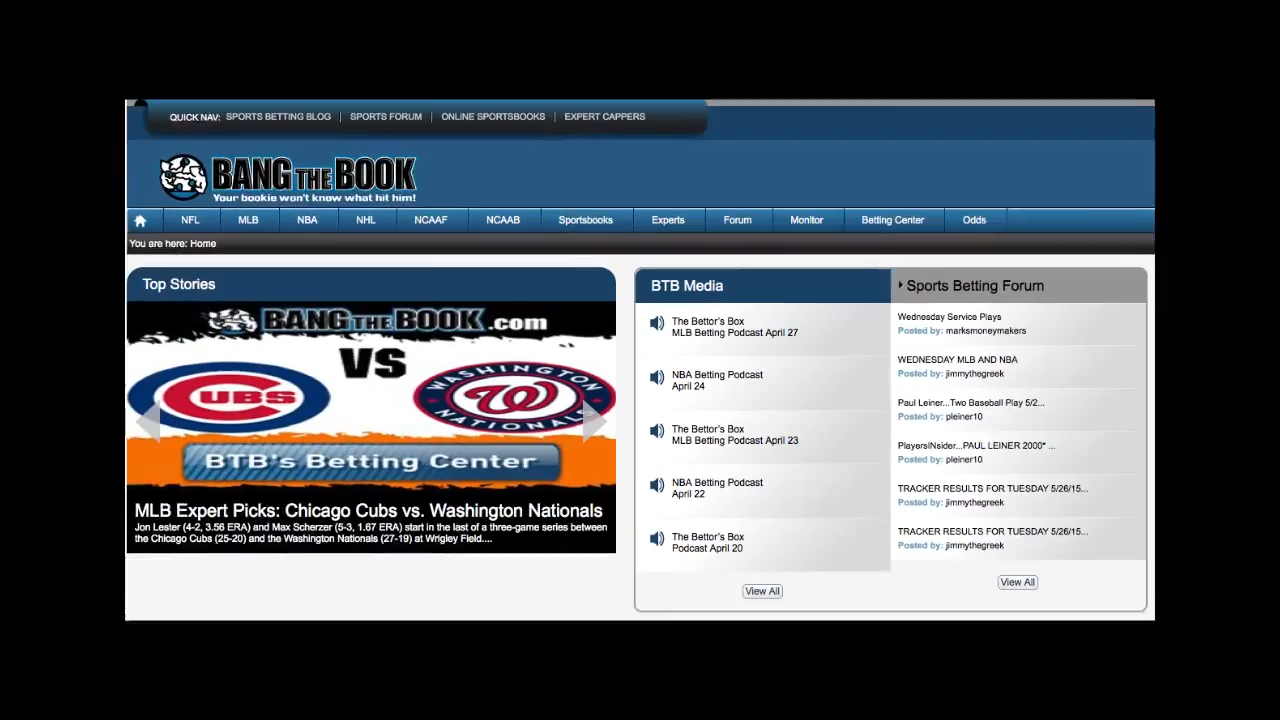 QUICK NAV: SPORTS BETTING BLOG | SPORTS FORUM | ONLINE SPORTSBOOKS | EXPERT CAPPERS
BANG THE BOOK
Your bookie won't know what hit him!
NFL MLB NBA NHL NCAAF NCAAB Sportsbooks Experts Forum Monitor Betting Center Odds
You are here: Home
Top Stories
BANG THE BOOK.com
VS
CUBS
WASHINGTON
NATIONALS
BTB's Betting Center
MLB Expert Picks: Chicago Cubs vs. Washington Nationals
Jon Lester (4-2, 3.56 ERA) and Max Scherzer (5-3, 1.67 ERA) start in the last of a three-game series between
the Chicago Cubs (25-20) and the Washington Nationals (27-19) at Wrigley Field....
BTB Media
The Bettor's Box
MLB Betting Podcast April 27
NBA Betting Podcast
April 24
The Bettor's Box
MLB Betting Podcast April 23
NBA Betting Podcast
April 22
The Bettor's Box
Podcast April 20
View All
Sports Betting Forum
Wednesday Service Plays
Posted by: marksmoneymakers
WEDNESDAY MLB AND NBA
Posted by: jimmythegreek
Paul Leiner...Two Baseball Play 5/2...
Posted by: pleiner10
PlayersINsider...PAUL LEINER 2000* ...
Posted by: pleiner10
TRACKER RESULTS FOR TUESDAY 5/26/15...
Posted by: jimmythegreek
TRACKER RESULTS FOR TUESDAY 5/26/15...
Posted by: jimmythegreek
View All